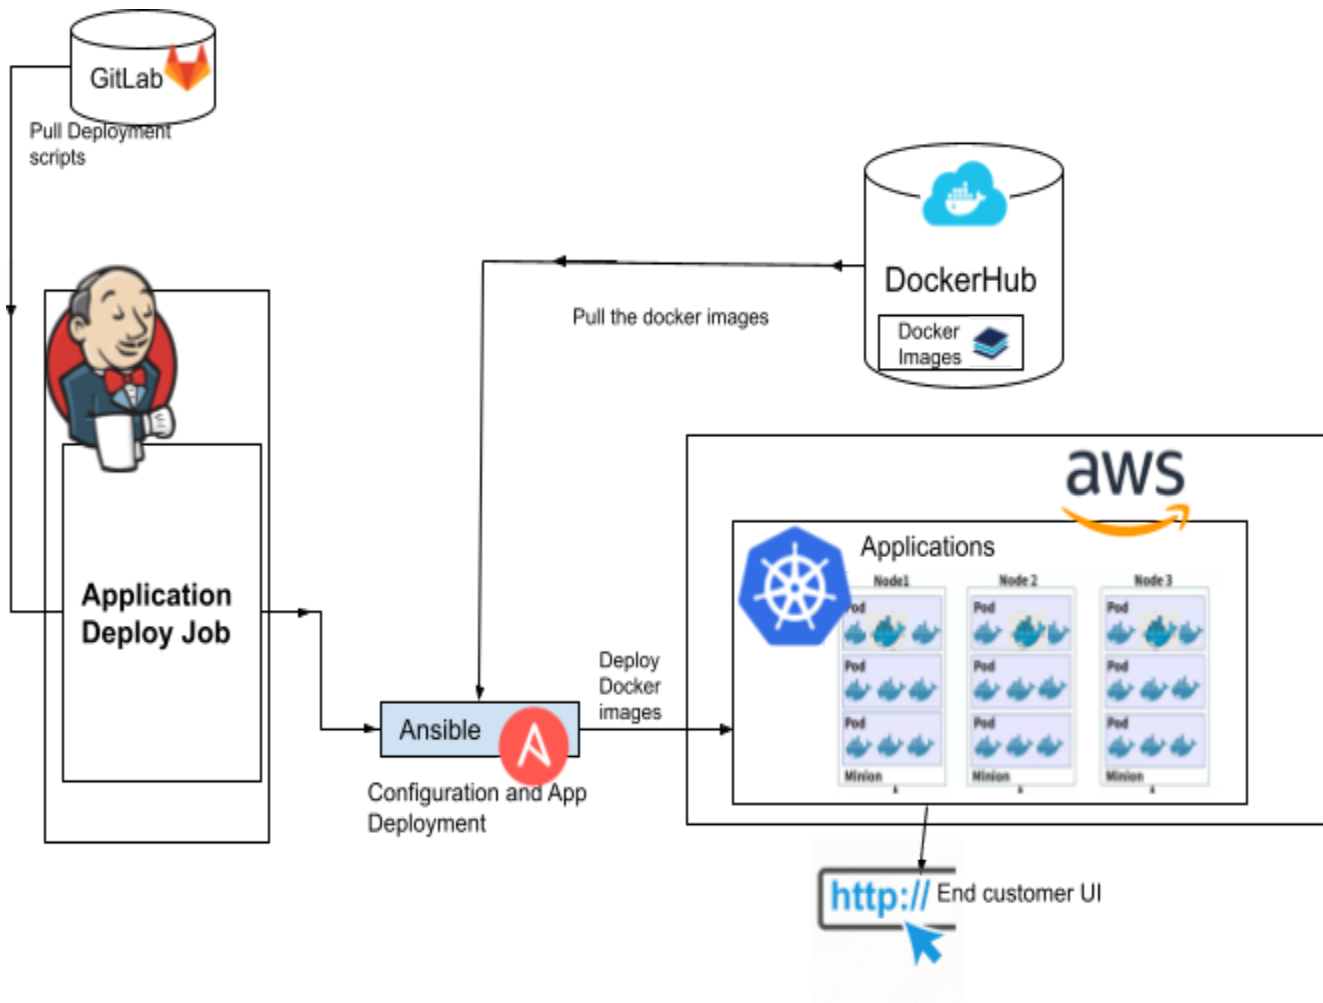 GitLab
Pull Deployment
scripts
DockerHub
Docker
Images
Pull the docker images
aws
Applications
Node1
Node 2
Node 3
Pod
Pod
Pod
Pod
Pod
Pod
Pod
Pod
Pod
Minion
Minion
Minion
Application
Deploy Job
Deploy
Docker
images
Ansible
Configuration and App
Deployment
http://
End customer UI